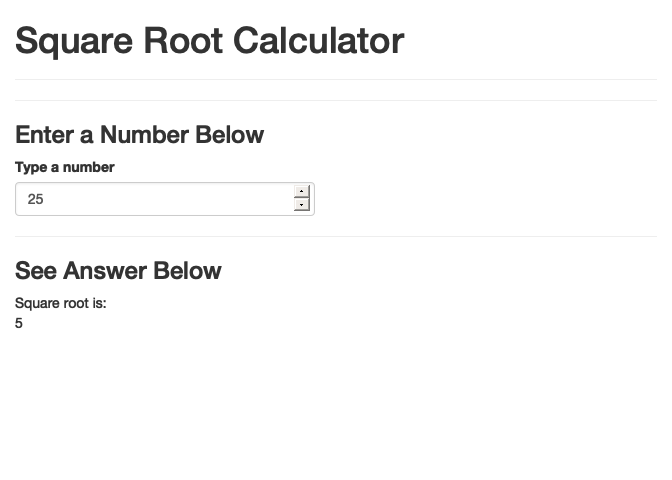 Square Root Calculator
Enter a Number Below
Type a number
25
See Answer Below
Square root is:
5